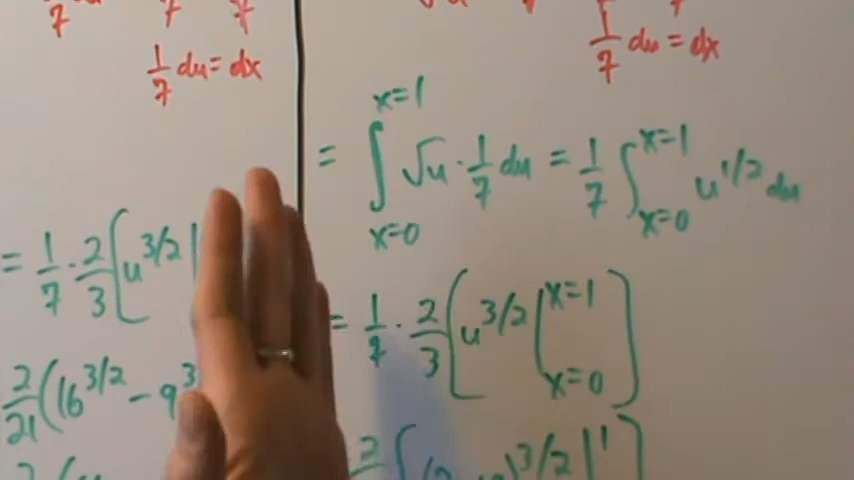 1/7 du = dx
= 1/7 · 2/3 [u^3/2 |
2/21 (16^3/2 - 9^3
1/7 du = dx
= ∫_{x=0}^{x=1} √u · 1/7 du = 1/7 ∫_{x=0}^{x=1} u^1/2 du
= 1/7 · 2/3 [u^3/2 |_{x=0}^{x=1}]